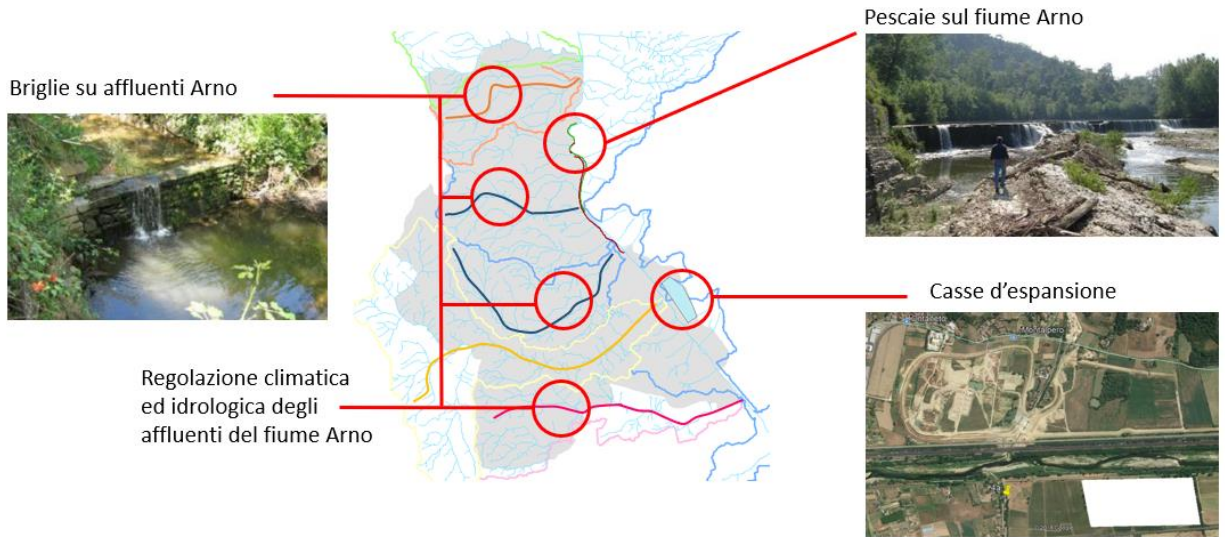 Pescaie sul fiume Arno
Briglie su affluenti Arno
Casse d'espansione
Regolazione climatica
ed idrologica degli
affluenti del fiume Arno